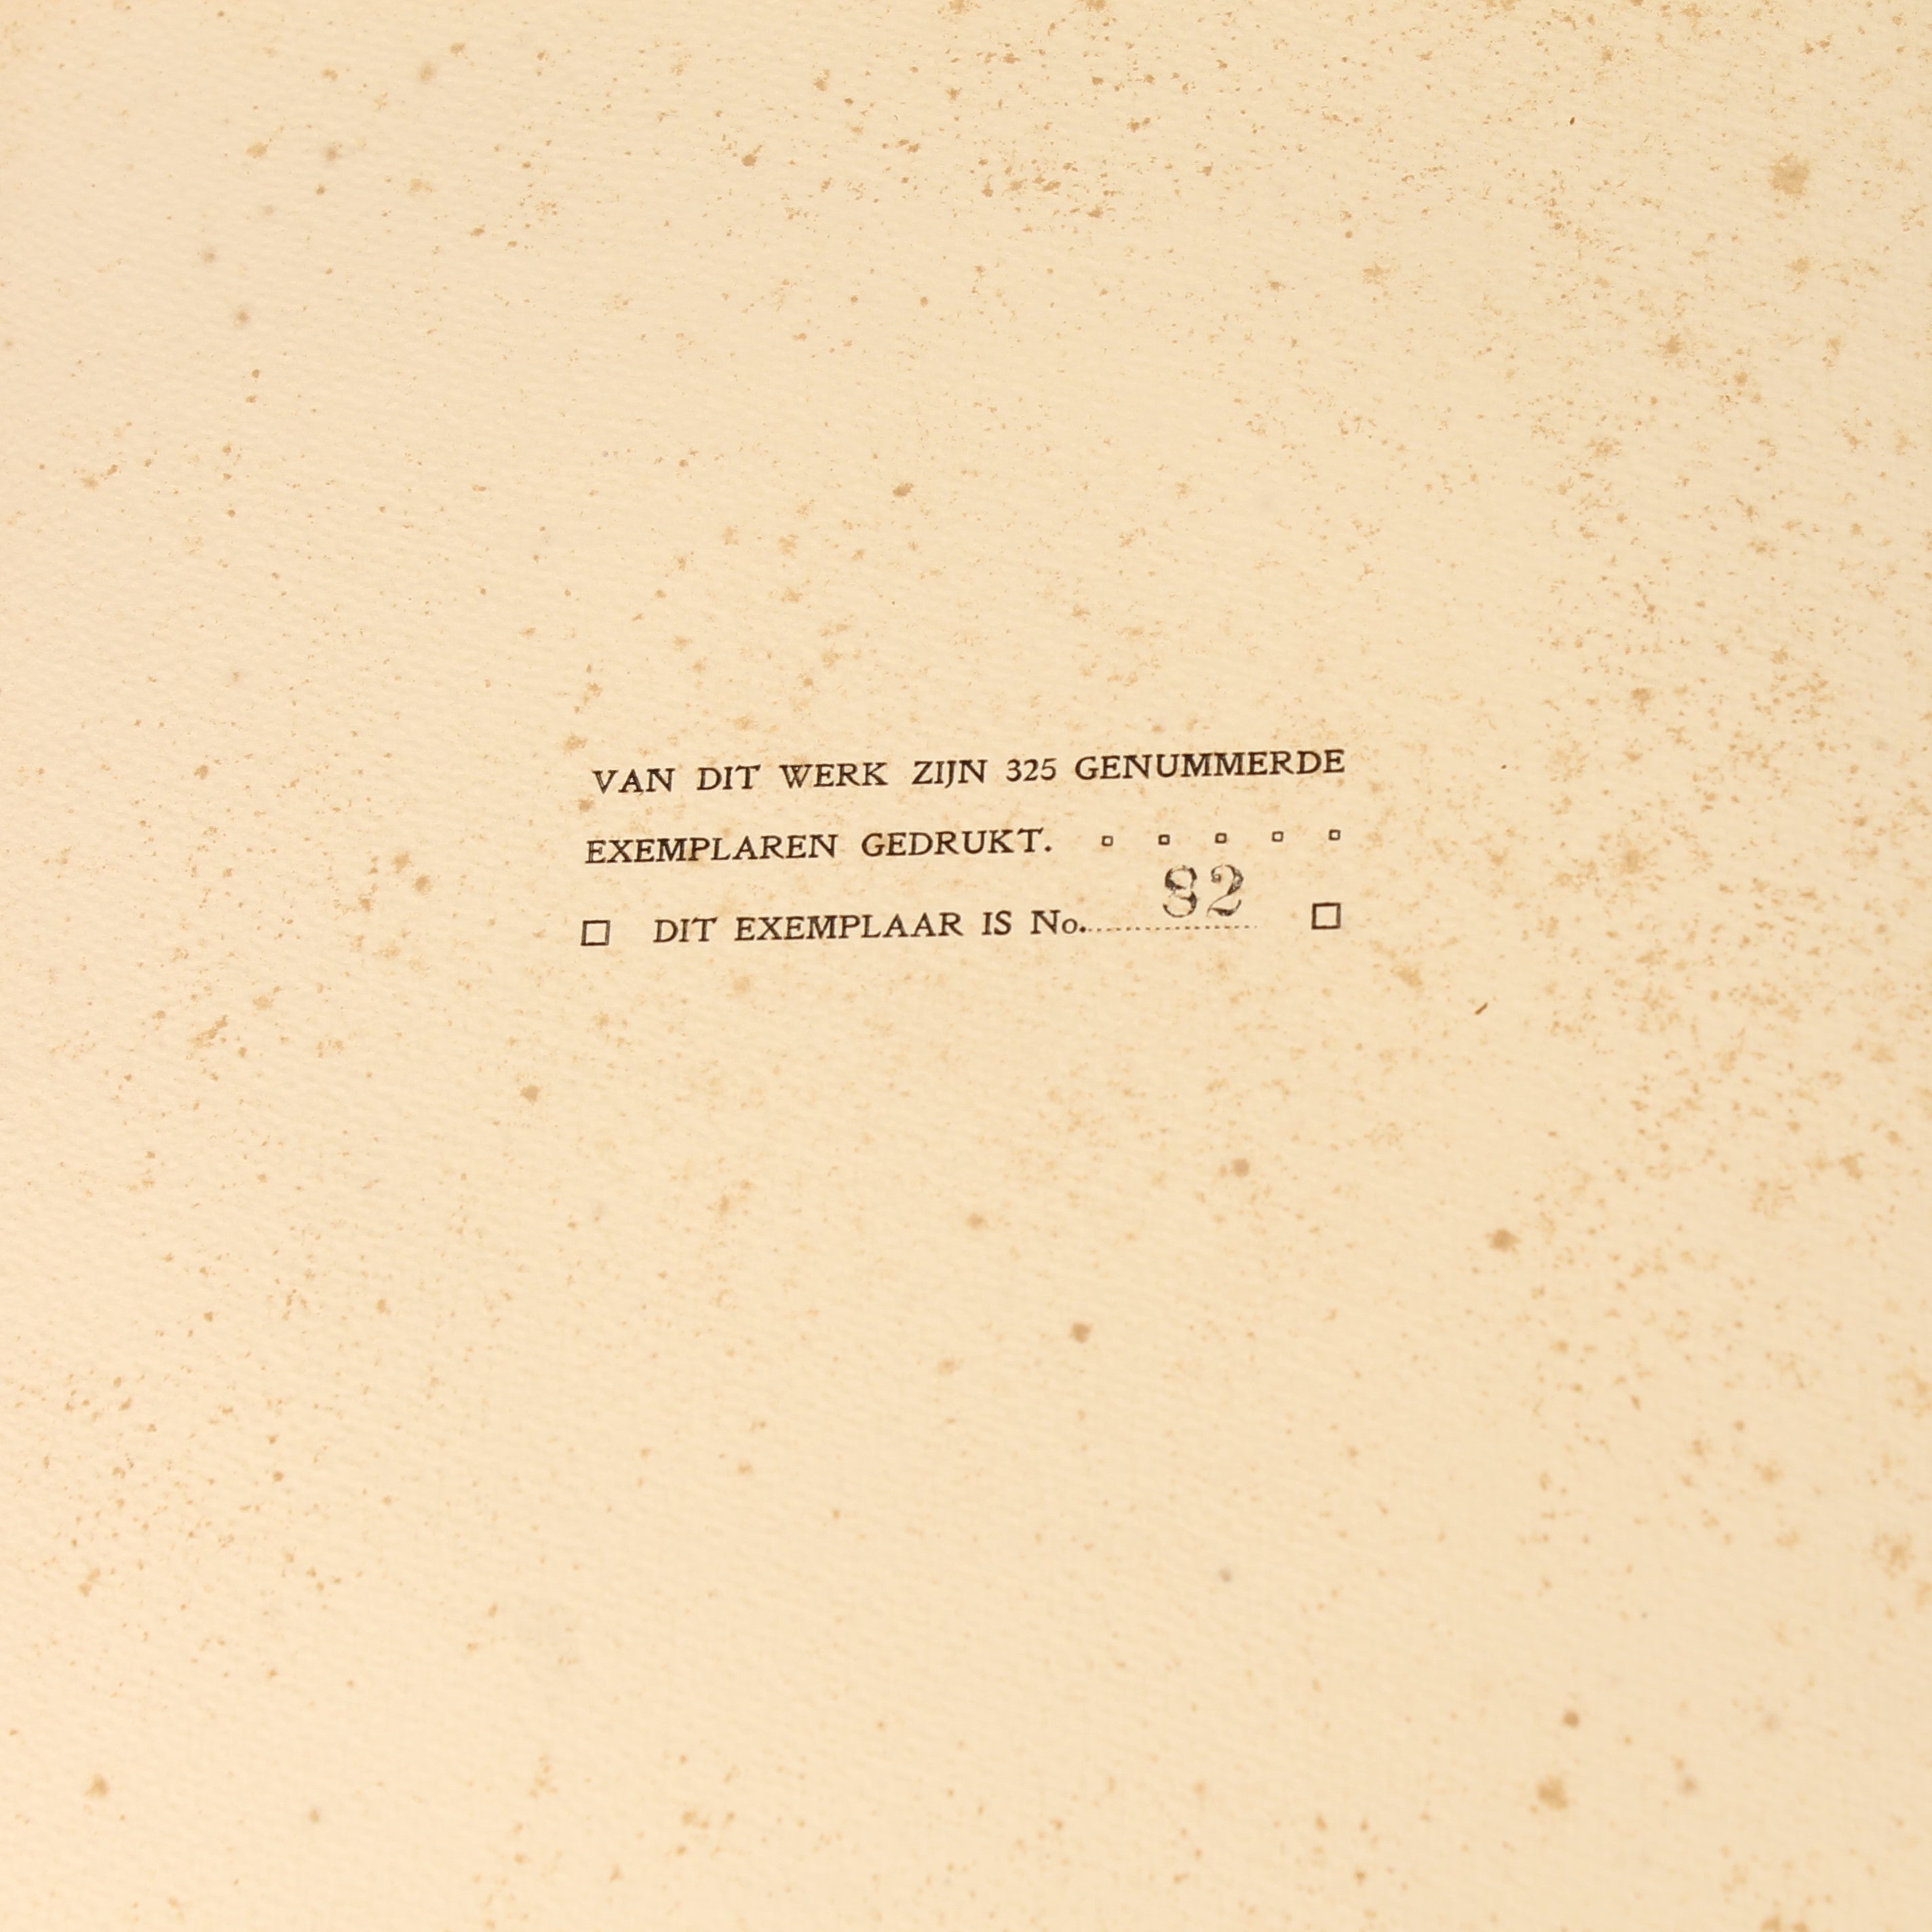 VAN DIT WERK ZIJN 325 GENUMMERDE
EXEMPLAREN GEDRUKT.
DIT EXEMPLAAR IS No. 82